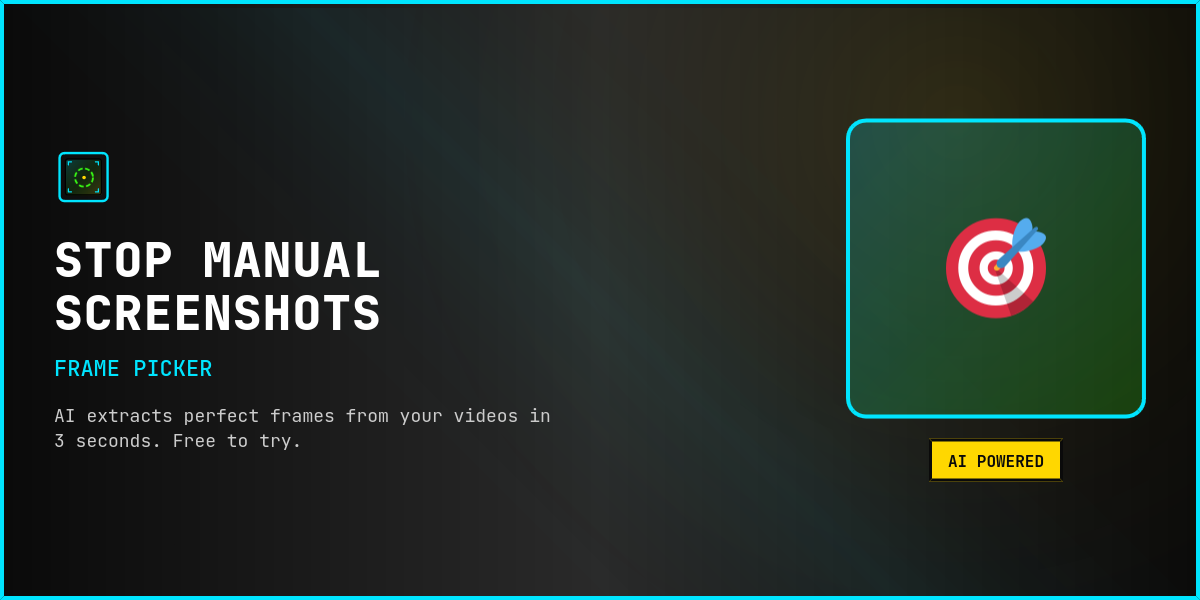 STOP MANUAL
SCREENSHOTS
FRAME PICKER
AI extracts perfect frames from your videos in
3 seconds. Free to try.
AI POWERED